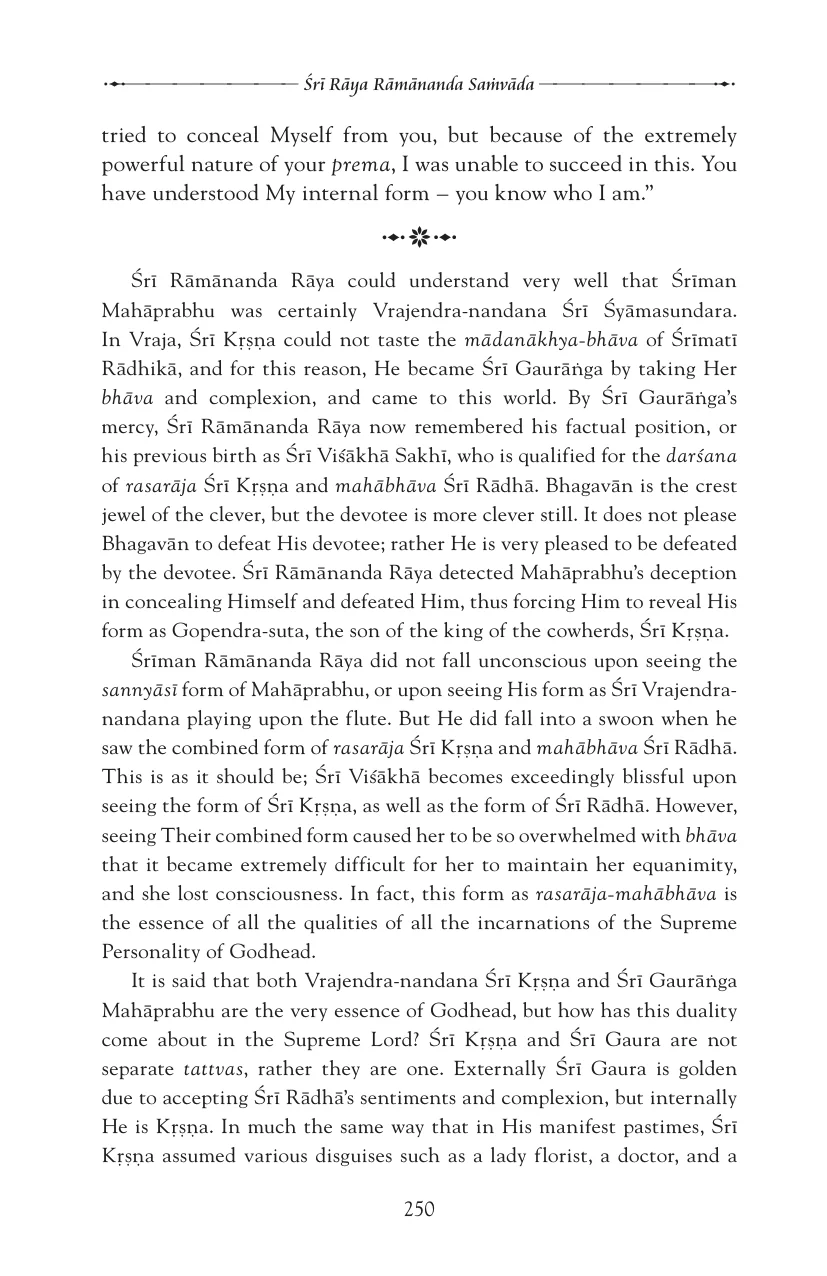 Śrī Rāya Rāmānanda Saṁvāda
tried to conceal Myself from you, but because of the extremely
powerful nature of your prema, I was unable to succeed in this. You
have understood My internal form – you know who I am.”
Śrī Rāmānanda Rāya could understand very well that Śrīman
Mahāprabhu was certainly Vrajendra-nandana Śrī Śyāmasundara.
In Vraja, Śrī Kṛṣṇa could not taste the mādanākhya-bhāva of Śrīmatī
Rādhikā, and for this reason, He became Śrī Gaurāṅga by taking Her
bhāva and complexion, and came to this world. By Śrī Gaurāṅga’s
mercy, Śrī Rāmānanda Rāya now remembered his factual position, or
his previous birth as Śrī Viśākhā Sakhī, who is qualified for the darśana
of rasarāja Śrī Kṛṣṇa and mahābhāva Śrī Rādhā. Bhagavān is the crest
jewel of the clever, but the devotee is more clever still. It does not please
Bhagavān to defeat His devotee; rather He is very pleased to be defeated
by the devotee. Śrī Rāmānanda Rāya detected Mahāprabhu’s deception
in concealing Himself and defeated Him, thus forcing Him to reveal His
form as Gopendra-suta, the son of the king of the cowherds, Śrī Kṛṣṇa.
Śrīman Rāmānanda Rāya did not fall unconscious upon seeing the
sannyāsī form of Mahāprabhu, or upon seeing His form as Śrī Vrajendra-
nandana playing upon the flute. But He did fall into a swoon when he
saw the combined form of rasarāja Śrī Kṛṣṇa and mahābhāva Śrī Rādhā.
This is as it should be; Śrī Viśākhā becomes exceedingly blissful upon
seeing the form of Śrī Kṛṣṇa, as well as the form of Śrī Rādhā. However,
seeing Their combined form caused her to be so overwhelmed with bhāva
that it became extremely difficult for her to maintain her equanimity,
and she lost consciousness. In fact, this form as rasarāja-mahābhāva is
the essence of all the qualities of all the incarnations of the Supreme
Personality of Godhead.
It is said that both Vrajendra-nandana Śrī Kṛṣṇa and Śrī Gaurāṅga
Mahāprabhu are the very essence of Godhead, but how has this duality
come about in the Supreme Lord? Śrī Kṛṣṇa and Śrī Gaura are not
separate tattvas, rather they are one. Externally Śrī Gaura is golden
due to accepting Śrī Rādhā’s sentiments and complexion, but internally
He is Kṛṣṇa. In much the same way that in His manifest pastimes, Śrī
Kṛṣṇa assumed various disguises such as a lady florist, a doctor, and a
250